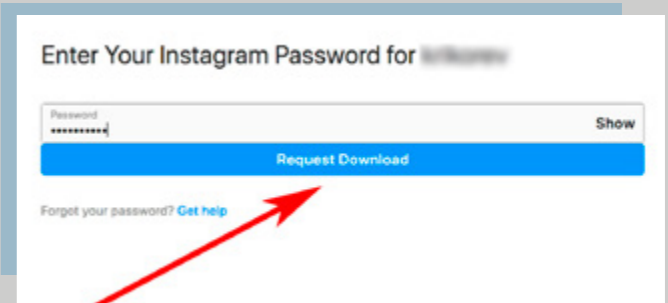 Enter Your Instagram Password for
Password
••••••••••
Show
Request Download
Forgot your password? Get help